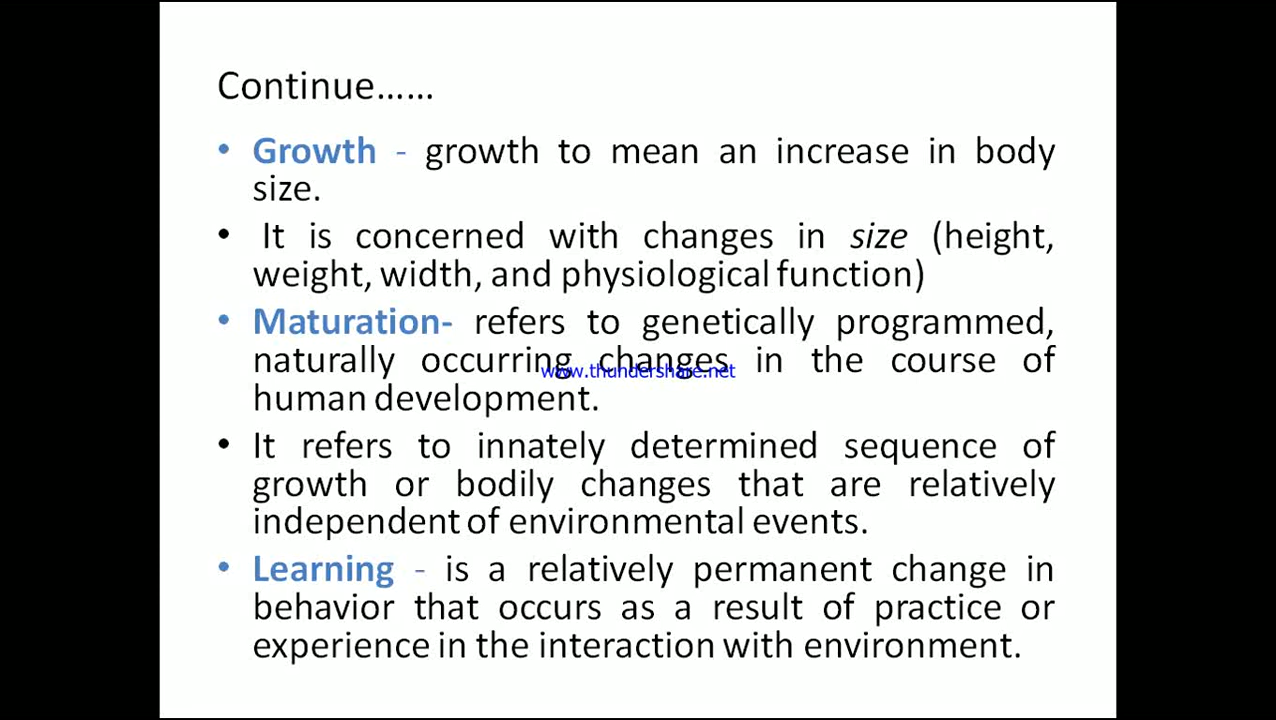 Continue......
• Growth - growth to mean an increase in body
size.
• It is concerned with changes in size (height,
weight, width, and physiological function)
• Maturation- refers to genetically programmed,
naturally occurring changes in the course of
www.thundershare.net
human development.
• It refers to innately determined sequence of
growth or bodily changes that are relatively
independent of environmental events.
• Learning - is a relatively permanent change in
behavior that occurs as a result of practice or
experience in the interaction with environment.